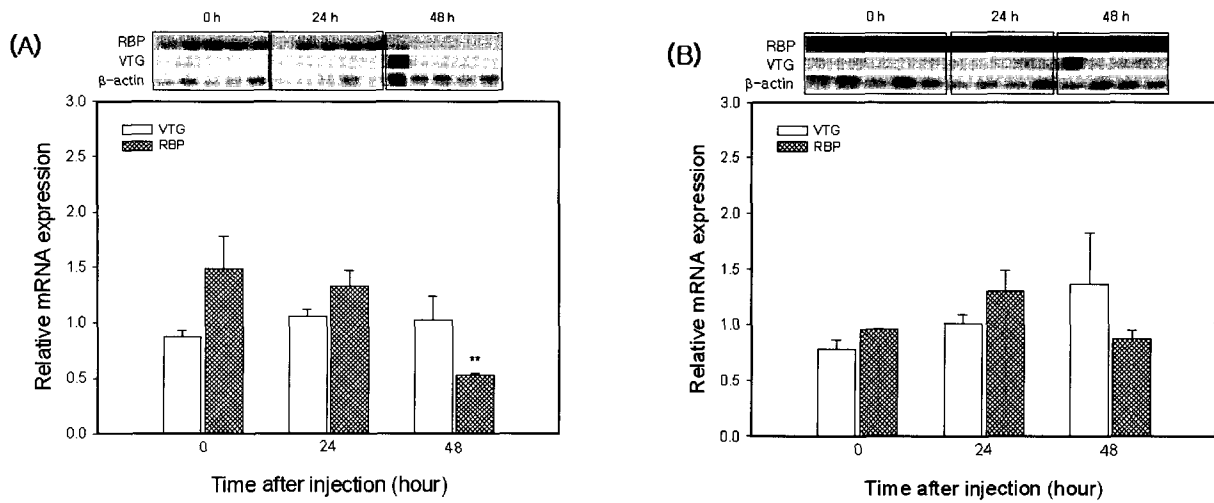 0 h 24 h 48 h
(A)
RBP
VTG
β-actin
3.0
2.5
2.0
1.5
1.0
0.5
0.0
Relative mRNA expression
VTG
RBP
**
0 24 48
Time after injection (hour)
0 h 24 h 48 h
(B)
RBP
VTG
β-actin
3.0
2.5
2.0
1.5
1.0
0.5
0.0
Relative mRNA expression
VTG
RBP
0 24 48
Time after injection (hour)